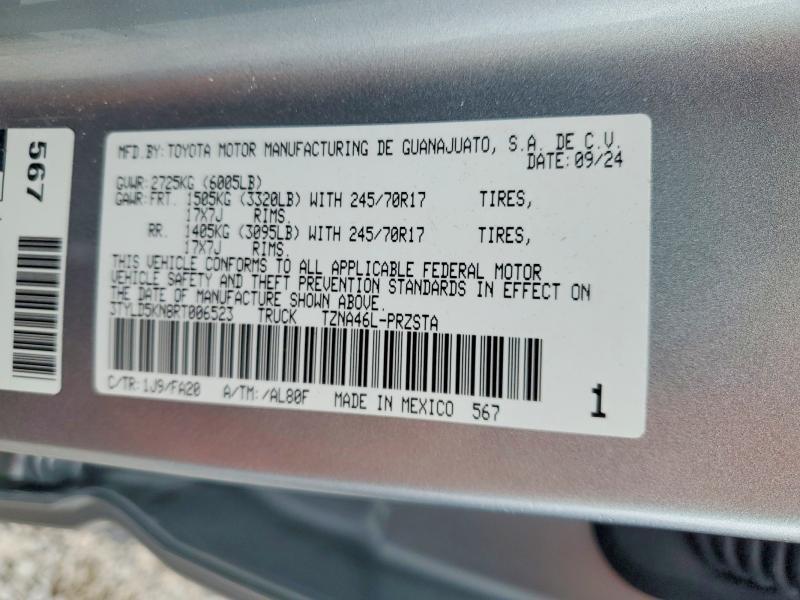 MFD.BY:TOYOTA MOTOR MANUFACTURING DE GUANAJUATO, S.A. DE C.V.
DATE:09/24
GVWR:2725KG (6005LB)
GAWR:FRT. 1505KG (3320LB) WITH 245/70R17 TIRES,
17X7J RIMS.
RR. 1405KG (3095LB) WITH 245/70R17 TIRES,
17X7J RIMS.
THIS VEHICLE CONFORMS TO ALL APPLICABLE FEDERAL MOTOR
VEHICLE SAFETY AND THEFT PREVENTION STANDARDS IN EFFECT ON
THE DATE OF MANUFACTURE SHOWN ABOVE.
3TYLD5KN8RT006523 TRUCK TZNA46L-PRZSTA
C/TR:1J9/FA20 A/TM:/AL80F MADE IN MEXICO 567 1
567